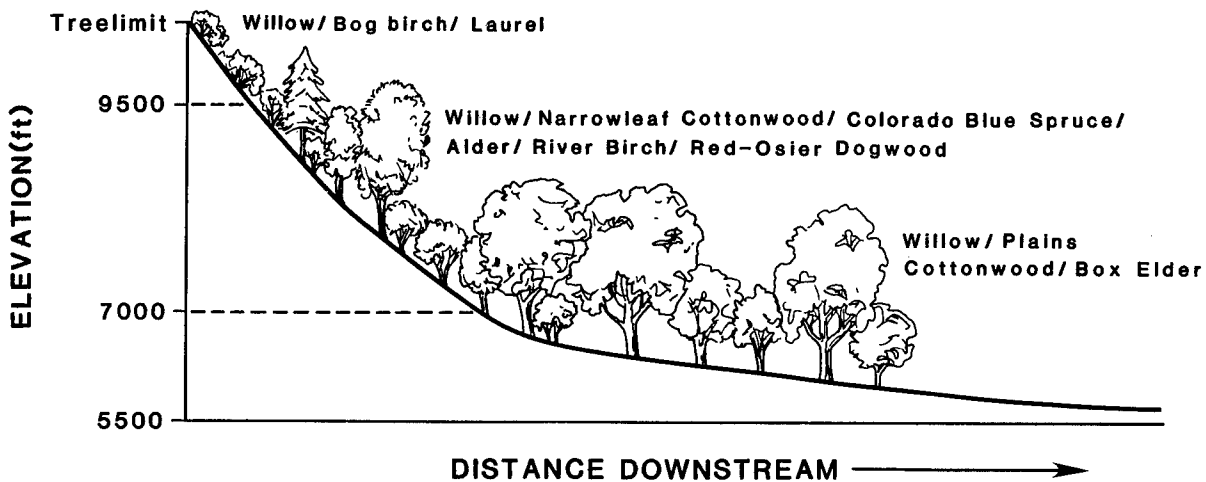 Treelimit
Willow/ Bog birch/ Laurel
9500
Willow/ Narrowleaf Cottonwood/ Colorado Blue Spruce/
Alder/ River Birch/ Red-Osier Dogwood
ELEVATION(ft)
Willow/ Plains
Cottonwood/ Box Elder
7000
5500
DISTANCE DOWNSTREAM